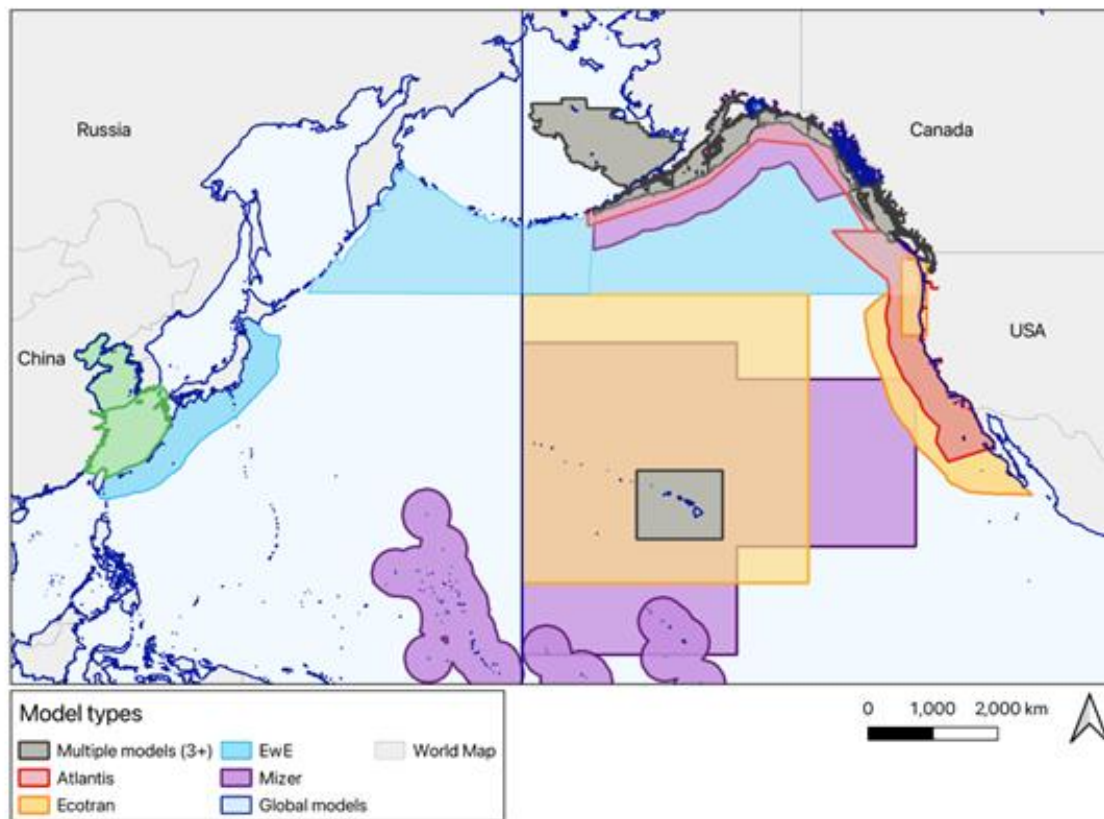 Russia
Canada
China
USA
Model types
Multiple models (3+)
EwE
World Map
Atlantis
Mizer
Ecotran
Global models
0 1,000 2,000 km